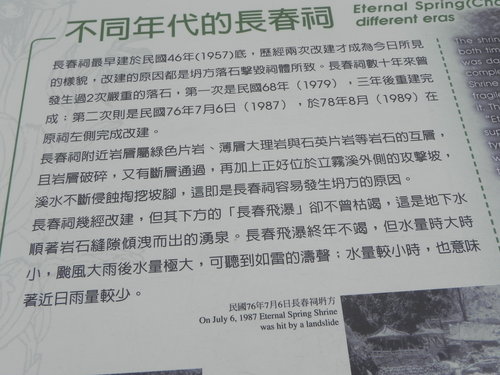 不同年代的長春祠
Eternal Spring
different eras
長春祠最早建於民國46年(1957)底，歷經兩次改建才成為今日所見
的樣貌，改建的原因都是坍方落石擊毀祠體所致。長春祠數十年來曾
發生過2次嚴重的落石，第一次是民國68年（1979），三年後重建完
成；第二次則是民國76年7月6日（1987），於78年8月（1989）在
原祠左側完成改建。
長春祠附近岩層屬綠色片岩、薄層大理岩與石英片岩等岩石的互層，
且岩層破碎，又有斷層通過，再加上正好位於立霧溪外側的攻擊坡，
溪水不斷侵蝕掏挖坡腳，這即是長春祠容易發生坍方的原因。
長春祠幾經改建，但其下方的「長春飛瀑」卻不曾枯竭，這是地下水
順著岩石縫隙傾洩而出的湧泉。長春飛瀑終年不竭，但水量時大時
小，颱風大雨後水量極大，可聽到如雷的濤聲；水量較小時，也意味
著近日雨量較少。
民國76年7月6日長春祠坍方
On July 6, 1987 Eternal Spring Shrine
was hit by a landslide
The shrin
both tim
was da
comp
Shrine